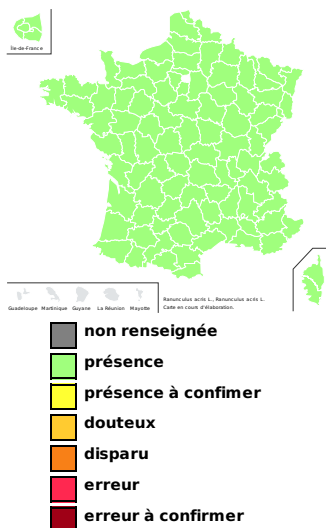 Île-de-France
Guadeloupe Martinique Guyane La Réunion Mayotte
Ranunculus acris L., Ranunculus acris L.
Carte en cours d'élaboration.
non renseignée
présence
présence à confimer
douteux
disparu
erreur
erreur à confirmer